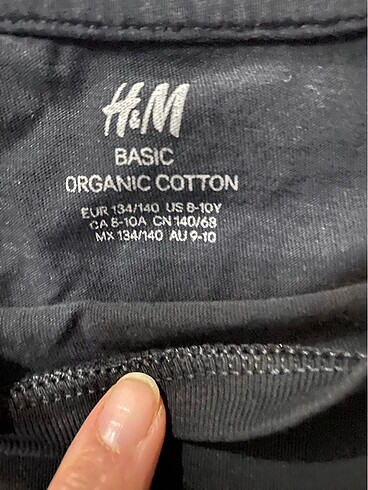 H&M
BASIC
ORGANIC COTTON
EUR 134/140 US 8-10Y
CA 8-10A CN 140/68
MX 134/140 AU 9-10